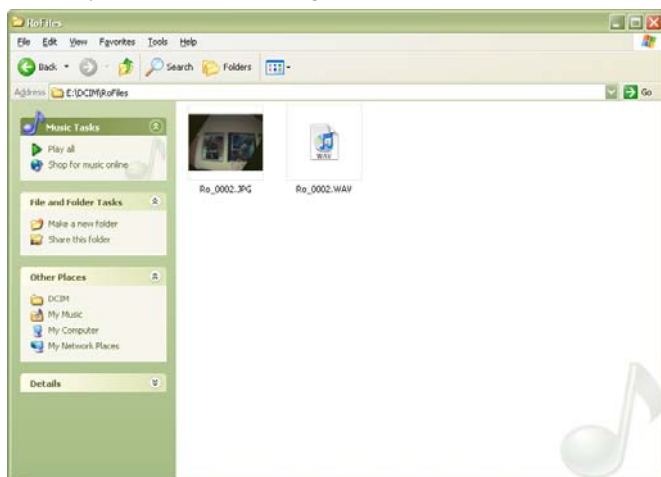 RoFiles
File Edit View Favorites Tools Help
Back Search Folders
Address E:\DCIM\RoFiles Go
Music Tasks
Play all
Shop for music online
File and Folder Tasks
Make a new folder
Share this folder
Other Places
DCIM
My Music
My Computer
My Network Places
Details
WAV
Ro_0002.JPG Ro_0002.WAV